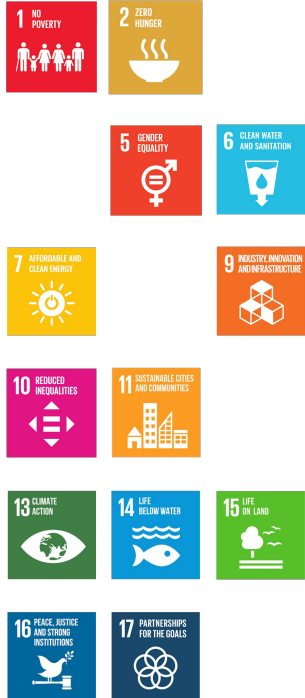 1 NO
POVERTY
2 ZERO
HUNGER
5 GENDER
EQUALITY
6 CLEAN WATER
AND SANITATION
7 AFFORDABLE AND
CLEAN ENERGY
9 INDUSTRY, INNOVATION
AND INFRASTRUCTURE
10 REDUCED
INEQUALITIES
11 SUSTAINABLE CITIES
AND COMMUNITIES
13 CLIMATE
ACTION
14 LIFE
BELOW WATER
15 LIFE
ON LAND
16 PEACE, JUSTICE
AND STRONG
INSTITUTIONS
17 PARTNERSHIPS
FOR THE GOALS